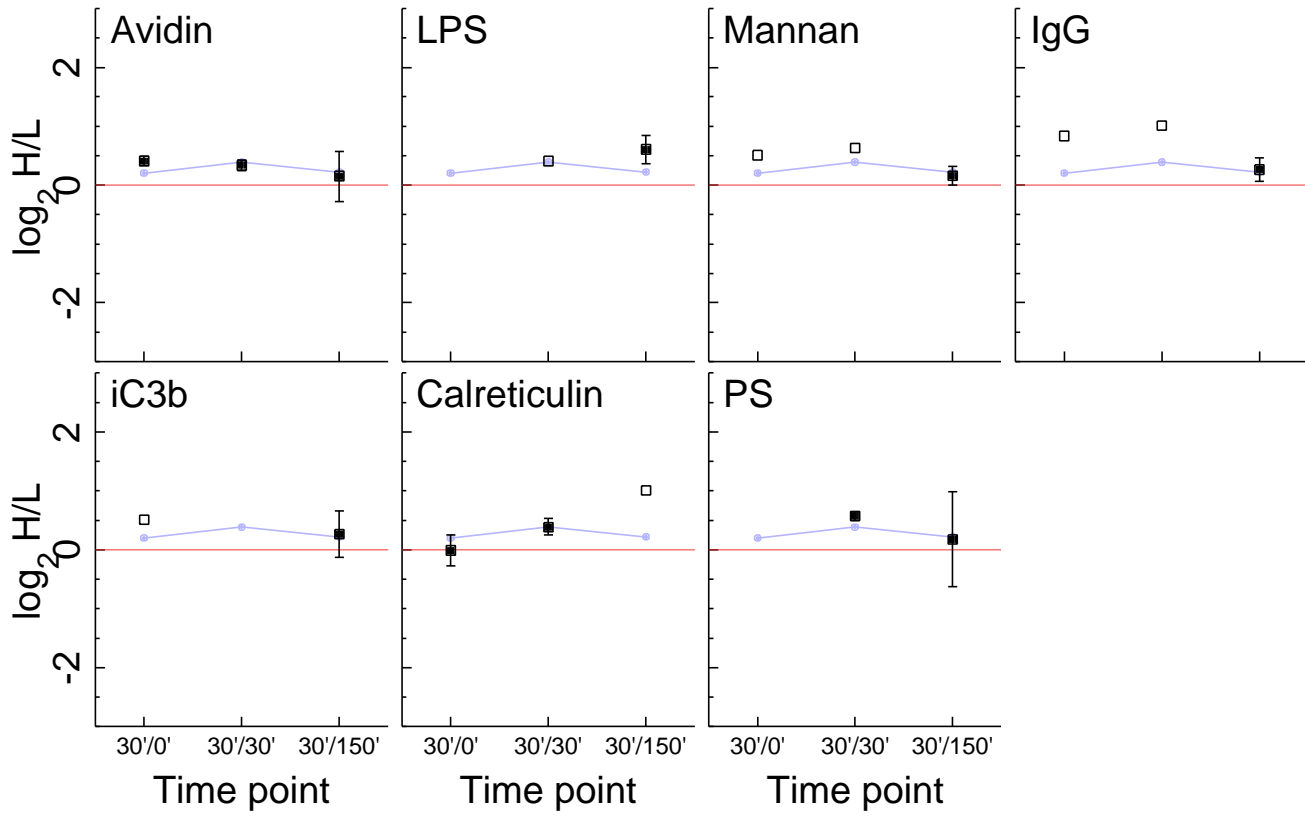 Avidin LPS Mannan IgG
2
0
-2
log2 H/L
iC3b Calreticulin PS
2
0
-2
log2 H/L
30'/0' 30'/30' 30'/150' 30'/0' 30'/30' 30'/150' 30'/0' 30'/30' 30'/150'
Time point Time point Time point